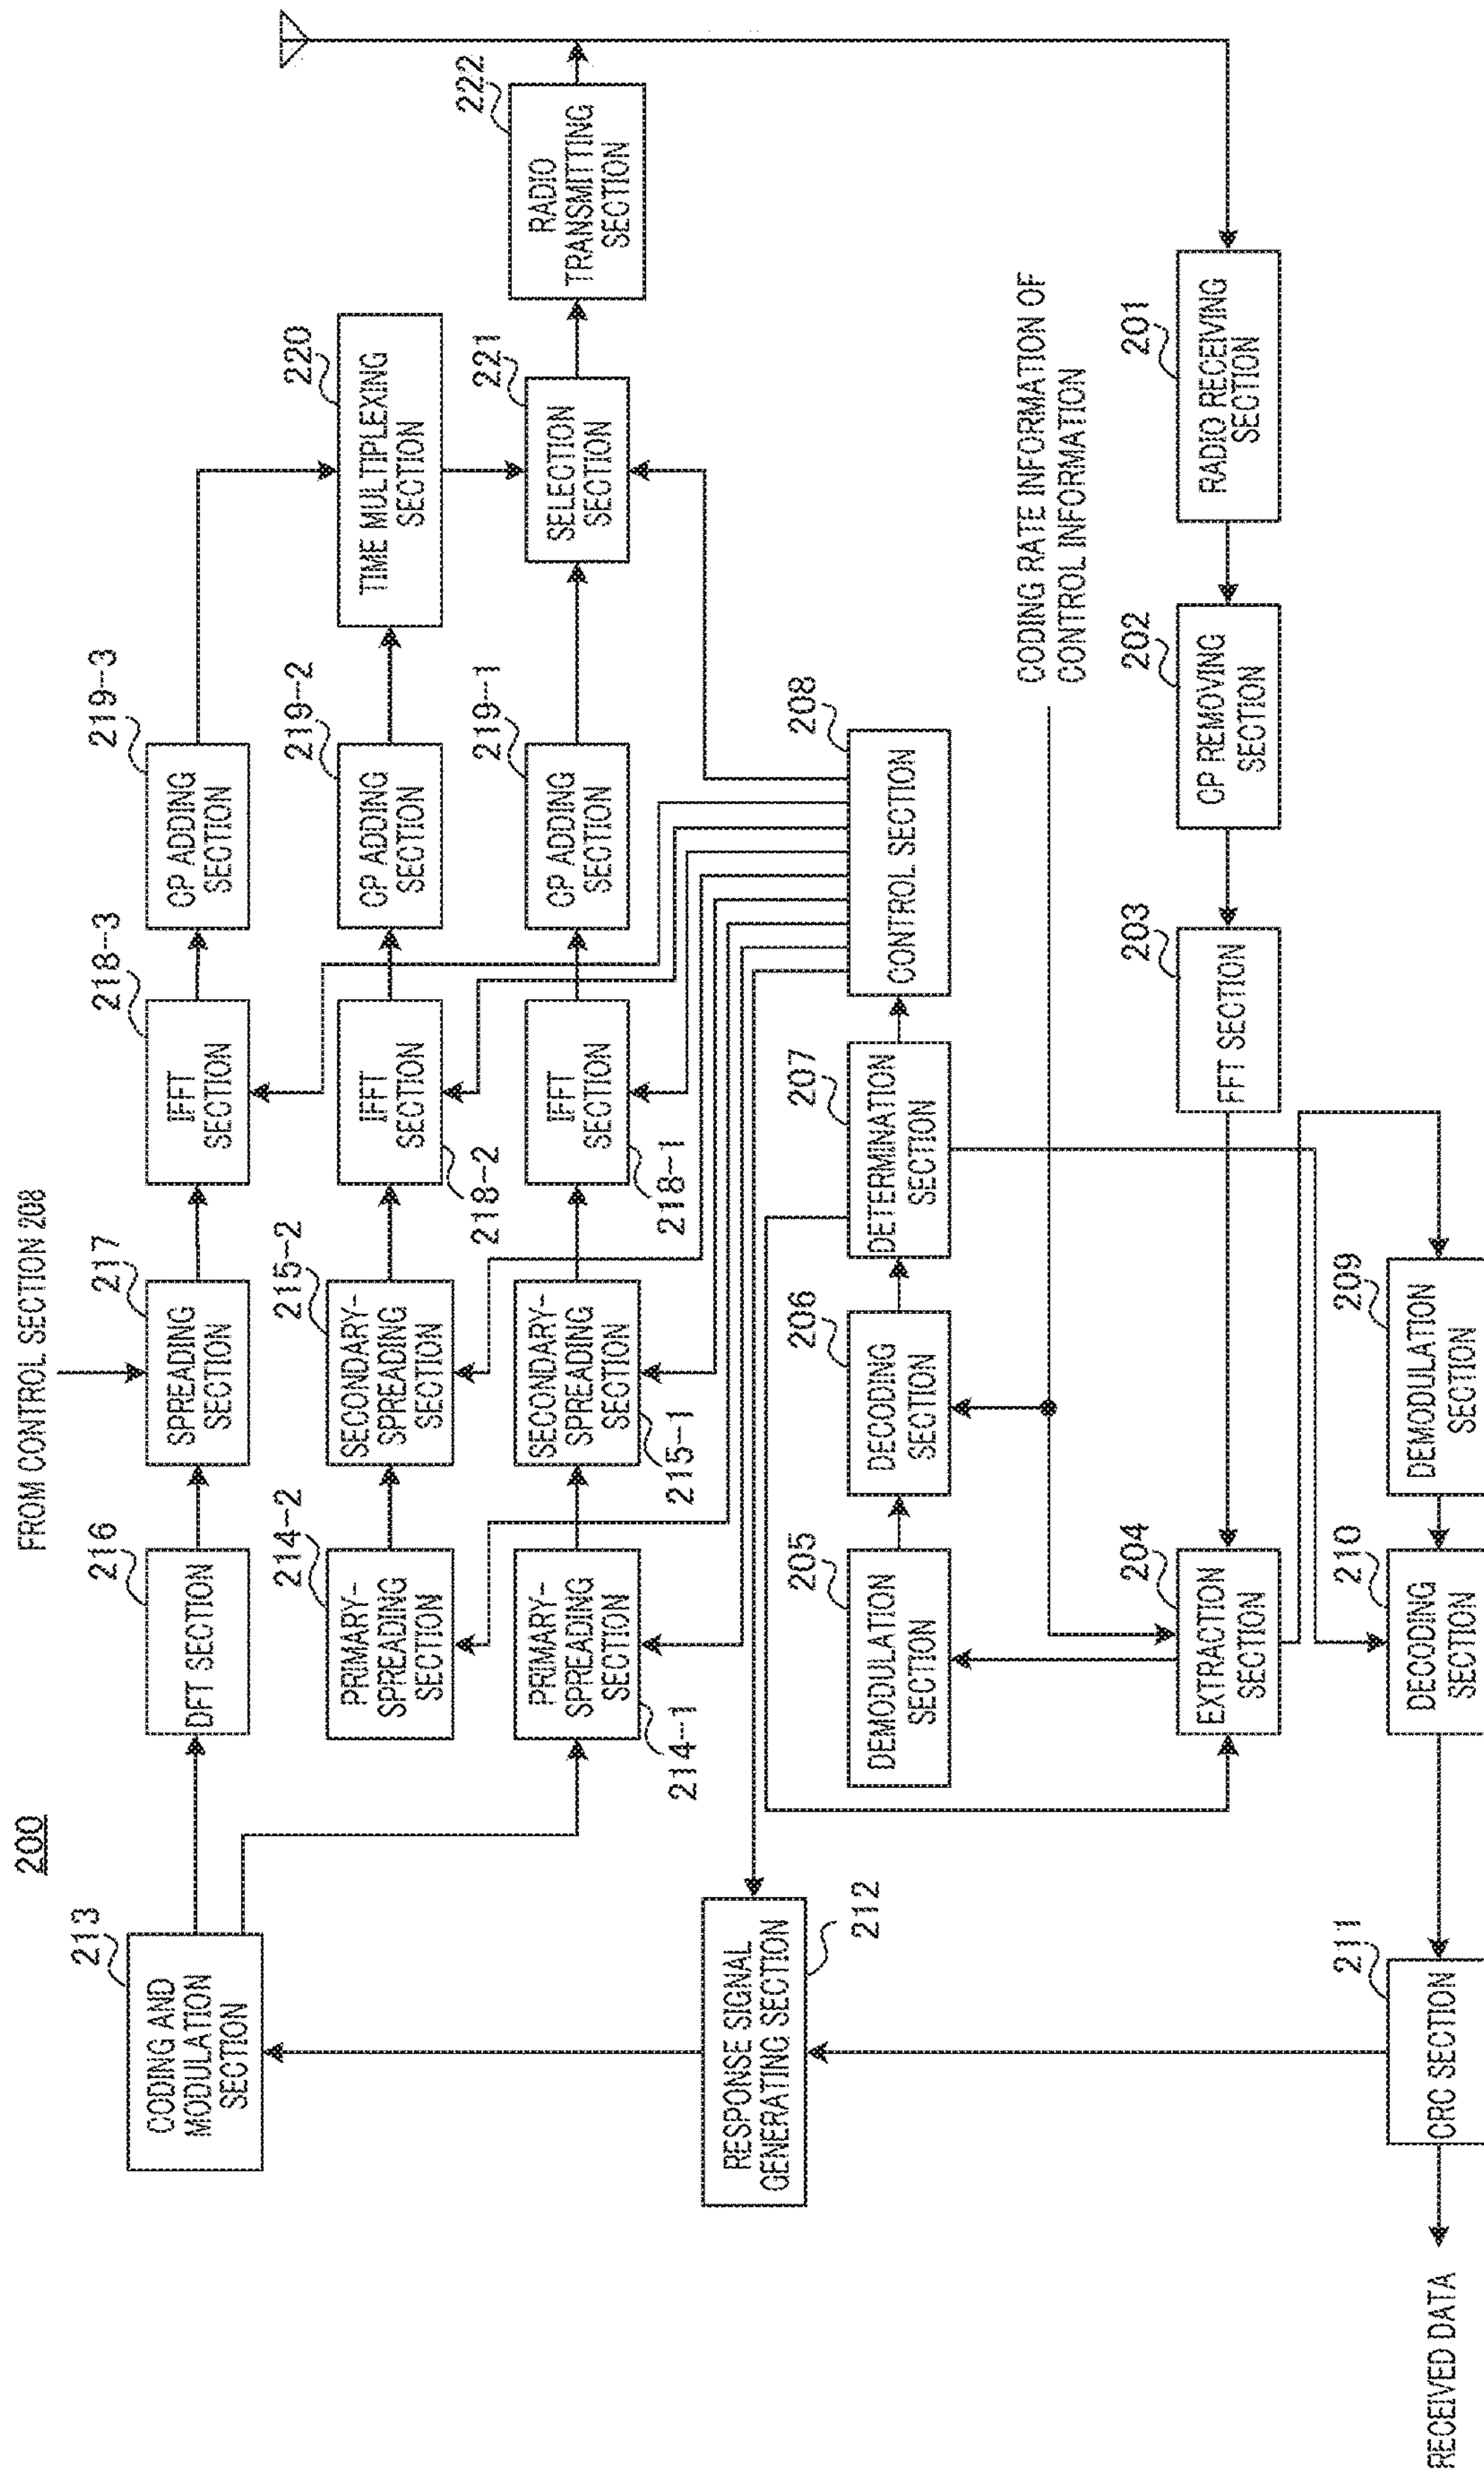 200
FROM CONTROL SECTION 208
213
CODING AND
MODULATION
SECTION
216
DFT SECTION
217
SPREADING
SECTION
218-3
IFFT
SECTION
219-3
CP ADDING
SECTION
214-2
PRIMARY-
SPREADING
SECTION
215-2
SECONDARY-
SPREADING
SECTION
218-2
IFFT
SECTION
219-2
CP ADDING
SECTION
220
TIME MULTIPLEXING
SECTION
214-1
PRIMARY-
SPREADING
SECTION
215-1
SECONDARY-
SPREADING
SECTION
218-1
IFFT
SECTION
219-1
CP ADDING
SECTION
221
SELECTION
SECTION
222
RADIO
TRANSMITTING
SECTION
212
RESPONSE SIGNAL
GENERATING SECTION
205
DEMODULATION
SECTION
206
DECODING
SECTION
207
DETERMINATION
SECTION
208
CONTROL SECTION
CODING RATE INFORMATION OF
CONTROL INFORMATION
204
EXTRACTION
SECTION
203
FFT SECTION
202
CP REMOVING
SECTION
201
RADIO RECEIVING
SECTION
RECEIVED DATA
211
CRC SECTION
210
DECODING
SECTION
209
DEMODULATION
SECTION